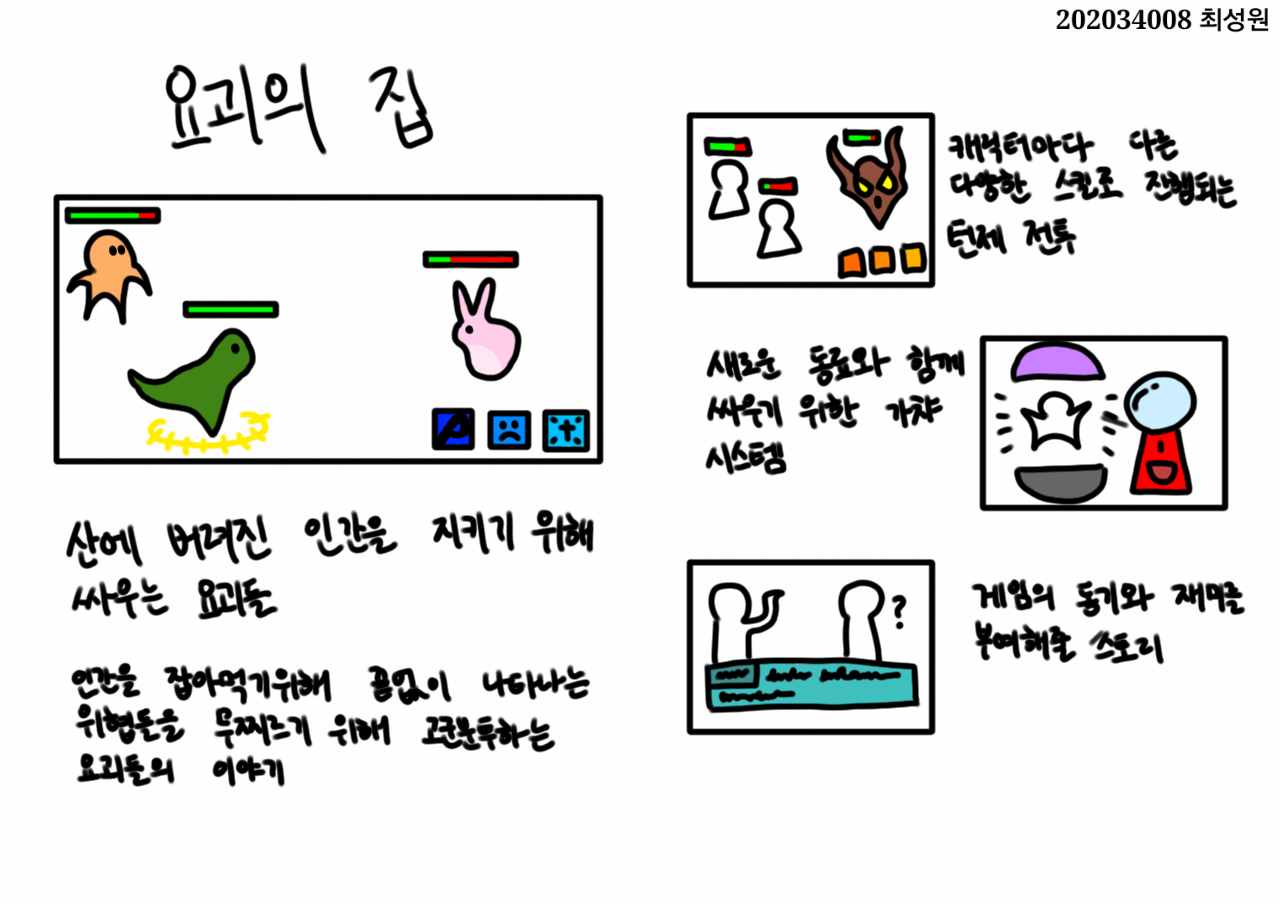 202034008 최성원
요괴의 집
산에 버려진 인간을 지키기 위해
싸우는 요괴들
인간을 잡아먹기위해 끝없이 나타나는
위협들을 무찌르기 위해 고군분투하는
요괴들의 이야기
캐릭터마다 다른
다양한 스킬로 진행되는
턴제 전투
새로운 동료와 함께
싸우기 위한 가챠
시스템
?
게임의 동기와 재미를
부여해줄 스토리